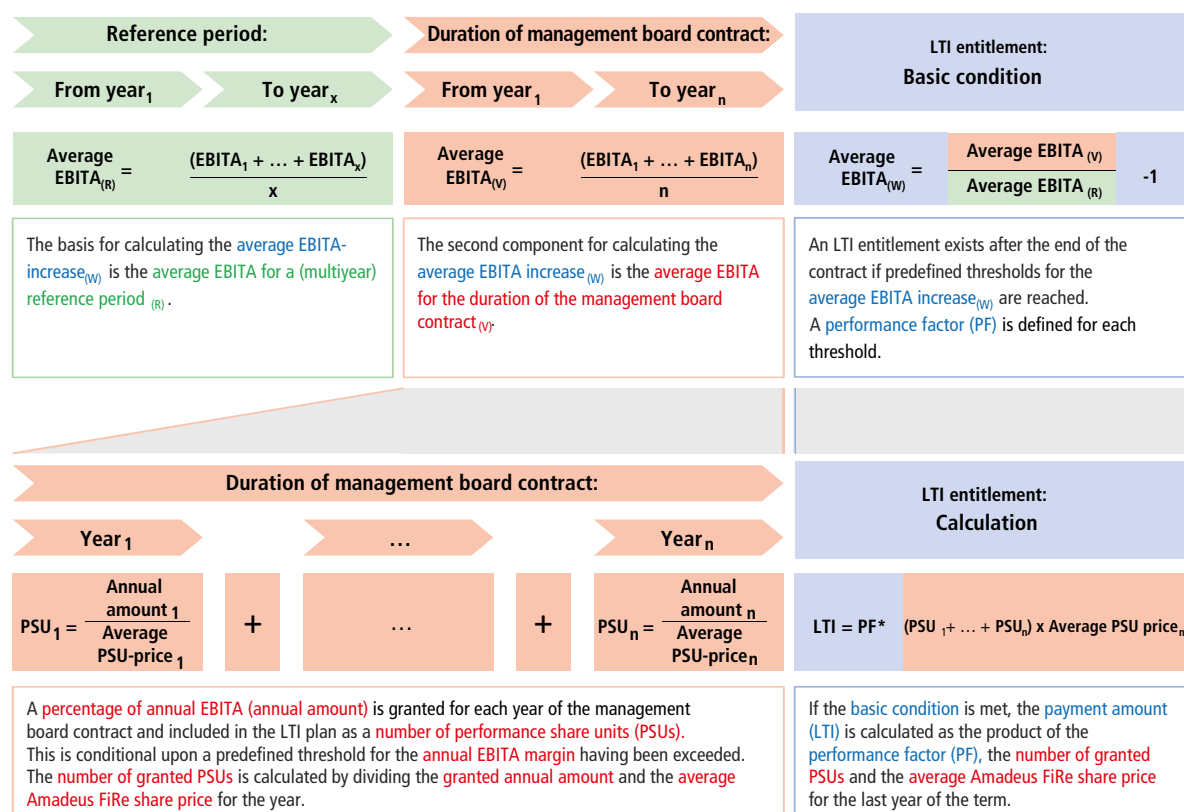 Reference period:
From year1
To yearx
Average
EBITA(R) =
(EBITA1 + … + EBITAx)
x
The basis for calculating the average EBITA-
increase(W) is the average EBITA for a (multiyear)
reference period (R) .
Duration of management board contract:
From year1
To yearn
Average
EBITA(V) =
(EBITA1 + … + EBITAn)
n
The second component for calculating the
average EBITA increase(W) is the average EBITA
for the duration of the management board
contract(V).
LTI entitlement:
Basic condition
Average
EBITA(W) =
Average EBITA (V)
Average EBITA (R)
-1
An LTI entitlement exists after the end of the
contract if predefined thresholds for the
average EBITA increase(W) are reached.
A performance factor (PF) is defined for each
threshold.
Duration of management board contract:
Year 1
…
Year n
PSU1 =
Annual
amount 1
Average
PSU-price 1
+
…
+
PSUn =
Annual
amount n
Average
PSU-price n
A percentage of annual EBITA (annual amount) is granted for each year of the management
board contract and included in the LTI plan as a number of performance share units (PSUs).
This is conditional upon a predefined threshold for the annual EBITA margin having been exceeded.
The number of granted PSUs is calculated by dividing the granted annual amount and the average
Amadeus FiRe share price for the year.
LTI entitlement:
Calculation
LTI = PF* (PSU 1+ … + PSUn) x Average PSU pricen
If the basic condition is met, the payment amount
(LTI) is calculated as the product of the
performance factor (PF), the number of granted
PSUs and the average Amadeus FiRe share price
for the last year of the term.